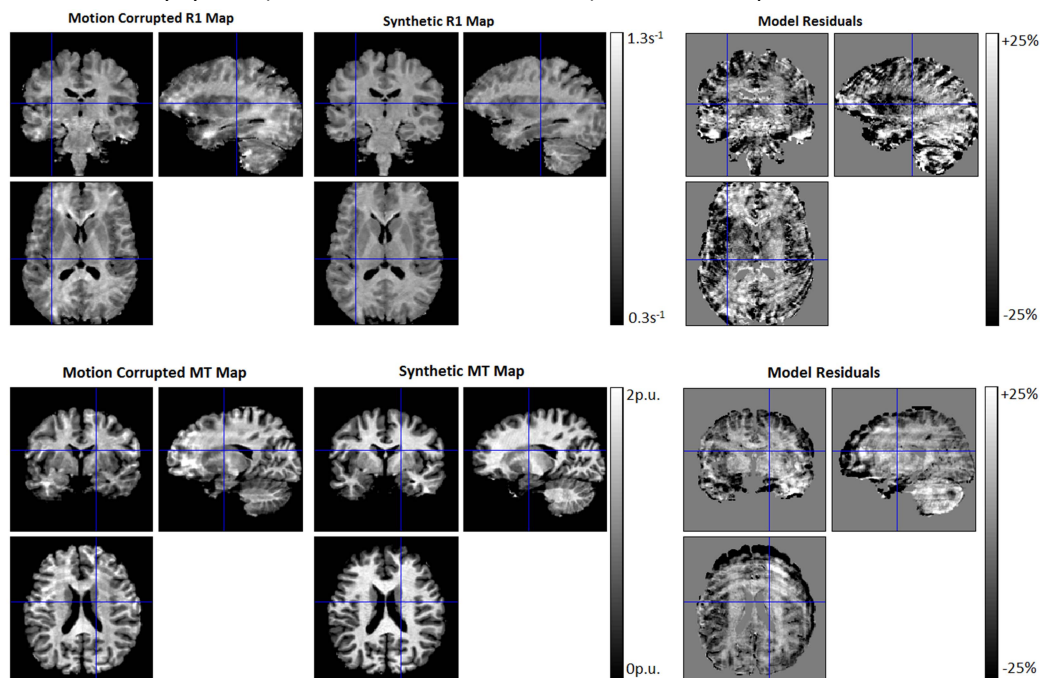 Motion Corrupted R1 Map
Synthetic R1 Map
Model Residuals
1.3s⁻¹
0.3s⁻¹
+25%
-25%
Motion Corrupted MT Map
Synthetic MT Map
Model Residuals
2p.u.
0p.u.
+25%
-25%